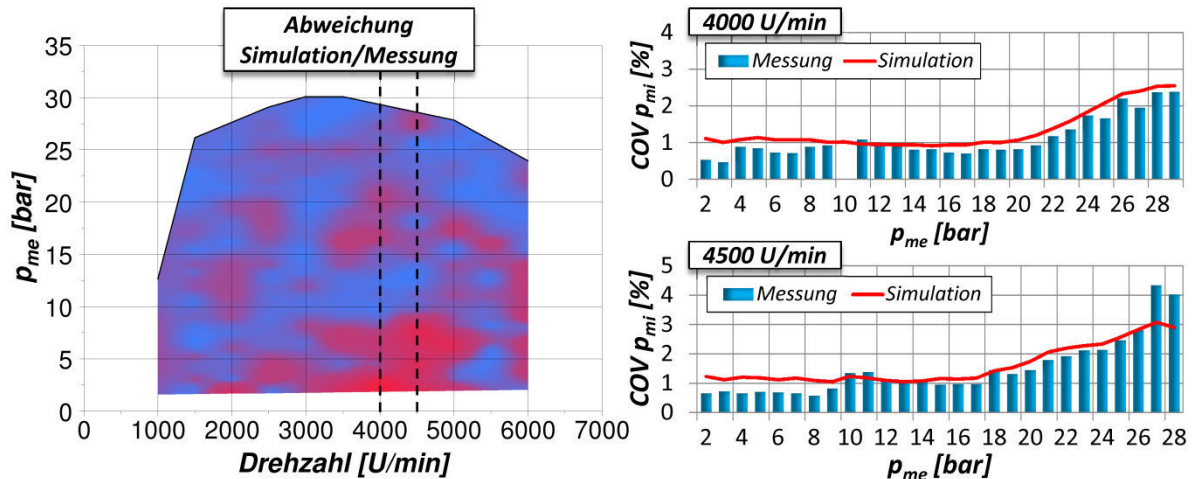 Abweichung
Simulation/Messung
35
30
25
20
15
10
5
0
p_me [bar]
0 1000 2000 3000 4000 5000 6000 7000
Drehzahl [U/min]
4000 U/min
Messung Simulation
4
3
2
1
0
COV p_mi [%]
2 4 6 8 10 12 14 16 18 20 22 24 26 28
p_me [bar]
4500 U/min
Messung Simulation
5
4
3
2
1
0
COV p_mi [%]
2 4 6 8 10 12 14 16 18 20 22 24 26 28
p_me [bar]